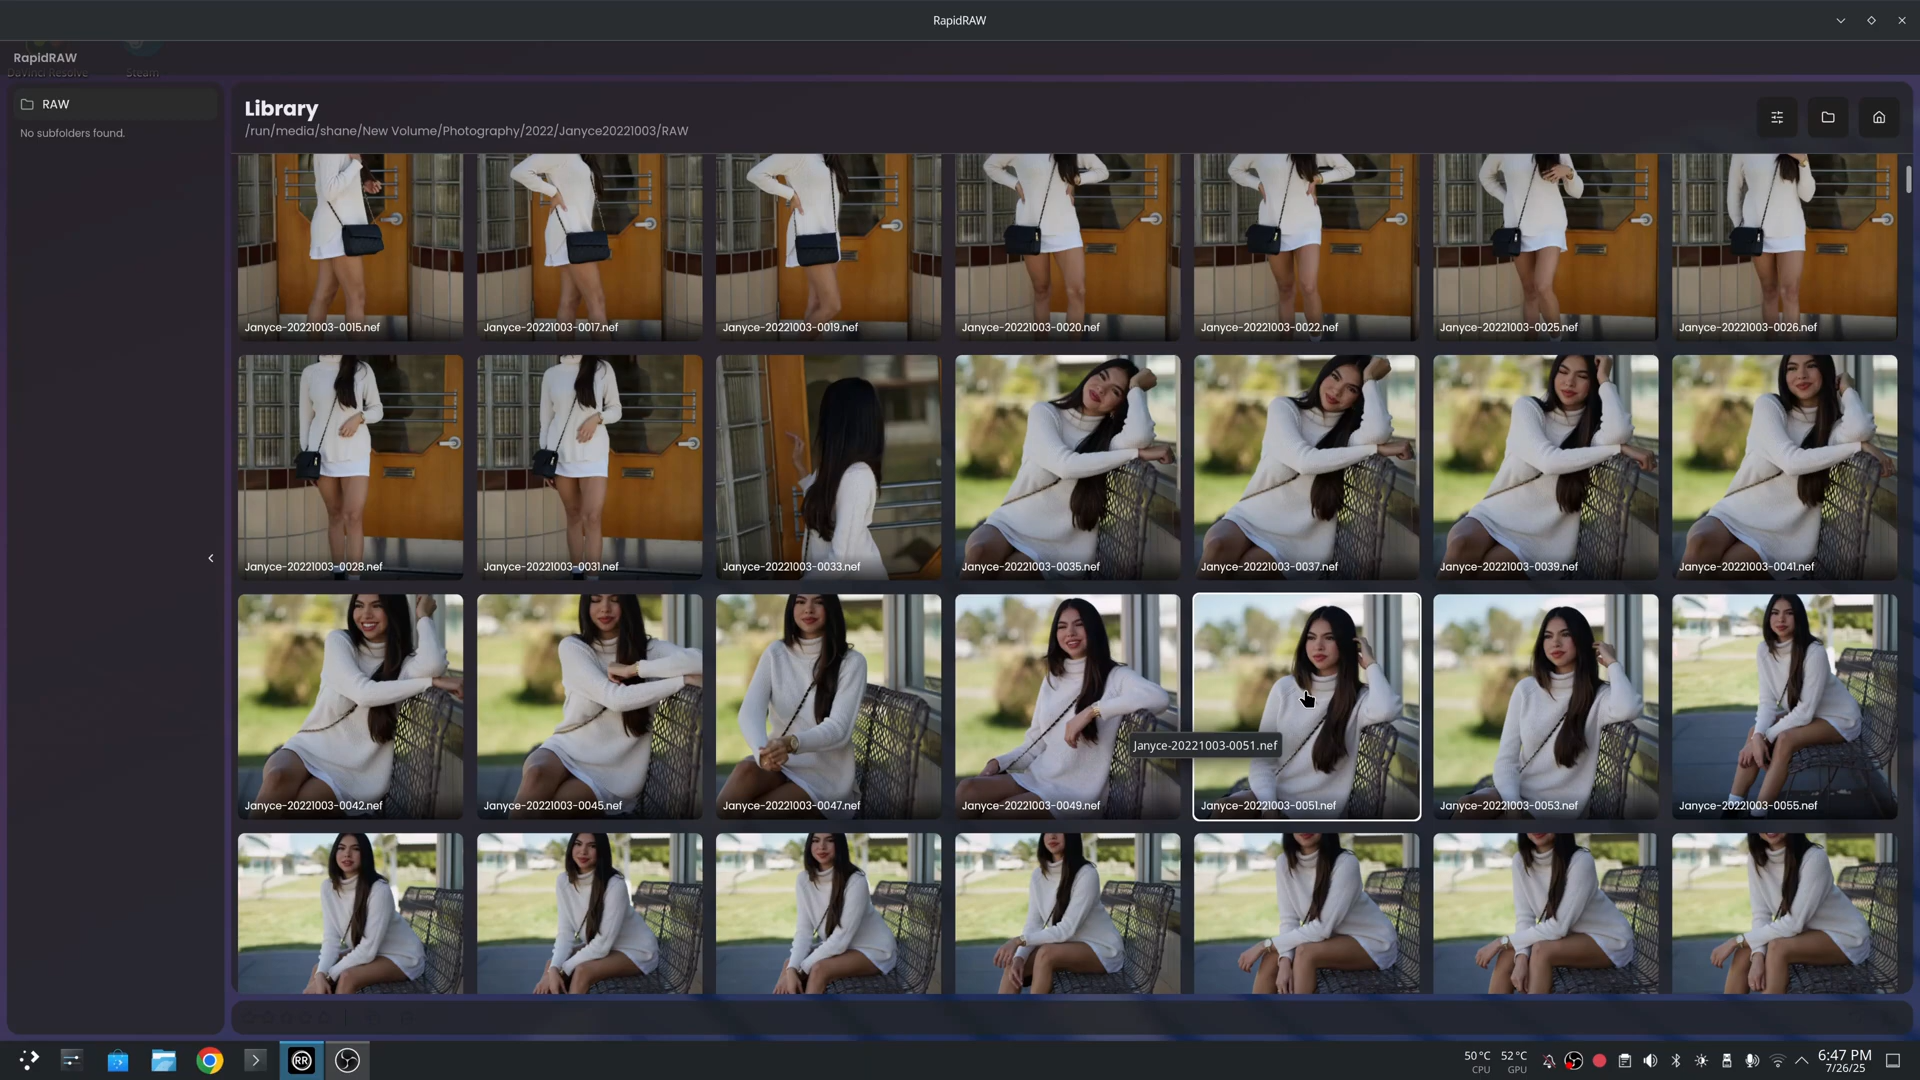 RapidRAW
RapidRAW
DaVinci Resolve
Steam
RAW
No subfolders found.
Library
/run/media/shane/New Volume/Photography/2022/Janyce20221003/RAW
Janyce-20221003-0015.nef
Janyce-20221003-0017.nef
Janyce-20221003-0019.nef
Janyce-20221003-0020.nef
Janyce-20221003-0022.nef
Janyce-20221003-0025.nef
Janyce-20221003-0026.nef
Janyce-20221003-0028.nef
Janyce-20221003-0031.nef
Janyce-20221003-0033.nef
Janyce-20221003-0035.nef
Janyce-20221003-0037.nef
Janyce-20221003-0039.nef
Janyce-20221003-0041.nef
Janyce-20221003-0051.nef
Janyce-20221003-0042.nef
Janyce-20221003-0045.nef
Janyce-20221003-0047.nef
Janyce-20221003-0049.nef
Janyce-20221003-0051.nef
Janyce-20221003-0053.nef
Janyce-20221003-0055.nef
RR
50°C
CPU
52°C
GPU
6:47 PM
7/26/25